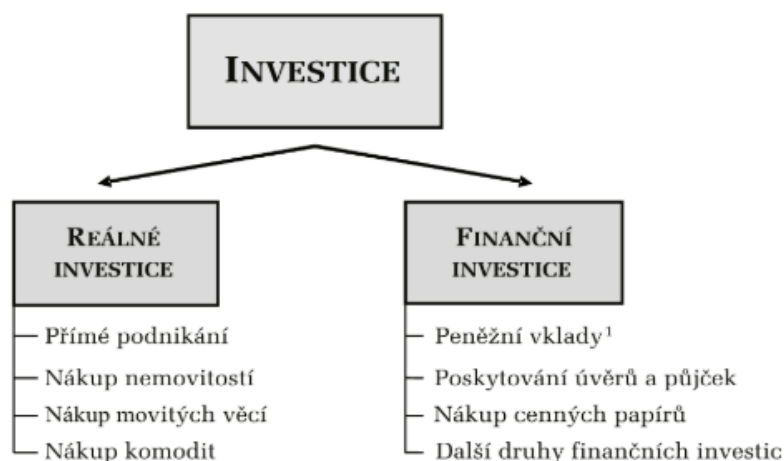 INVESTICE
REÁLNÉ
INVESTICE
Přímé podnikání
Nákup nemovitostí
Nákup movitých věcí
Nákup komodit
FINANČNÍ
INVESTICE
Peněžní vklady¹
Poskytování úvěrů a půjček
Nákup cenných papírů
Další druhy finančních investic